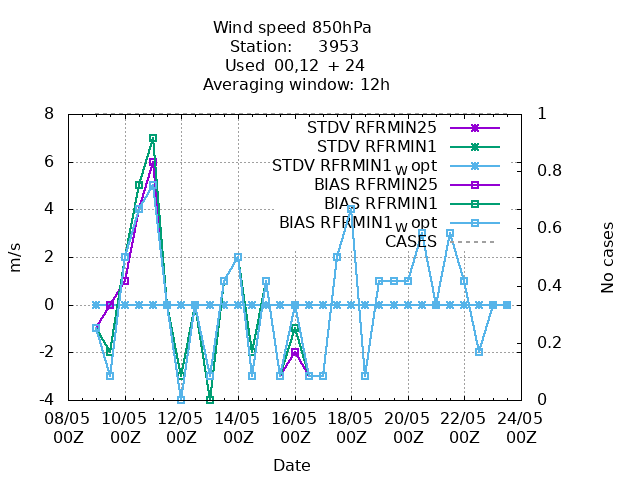 Wind speed 850hPa
Station: 3953
Used 00,12 + 24
Averaging window: 12h
8 1
STDV RFRMIN25
STDV RFRMIN1
6 0.8
STDV RFRMIN1w opt
BIAS RFRMIN25
4 BIAS RFRMIN1
0.6
BIAS RFRMIN1w opt
CASES
2
m/s
No cases
0.4
0
0.2
-2
-4 0
08/05 10/05 12/05 14/05 16/05 18/05 20/05 22/05 24/05
00Z 00Z 00Z 00Z 00Z 00Z 00Z 00Z 00Z
Date